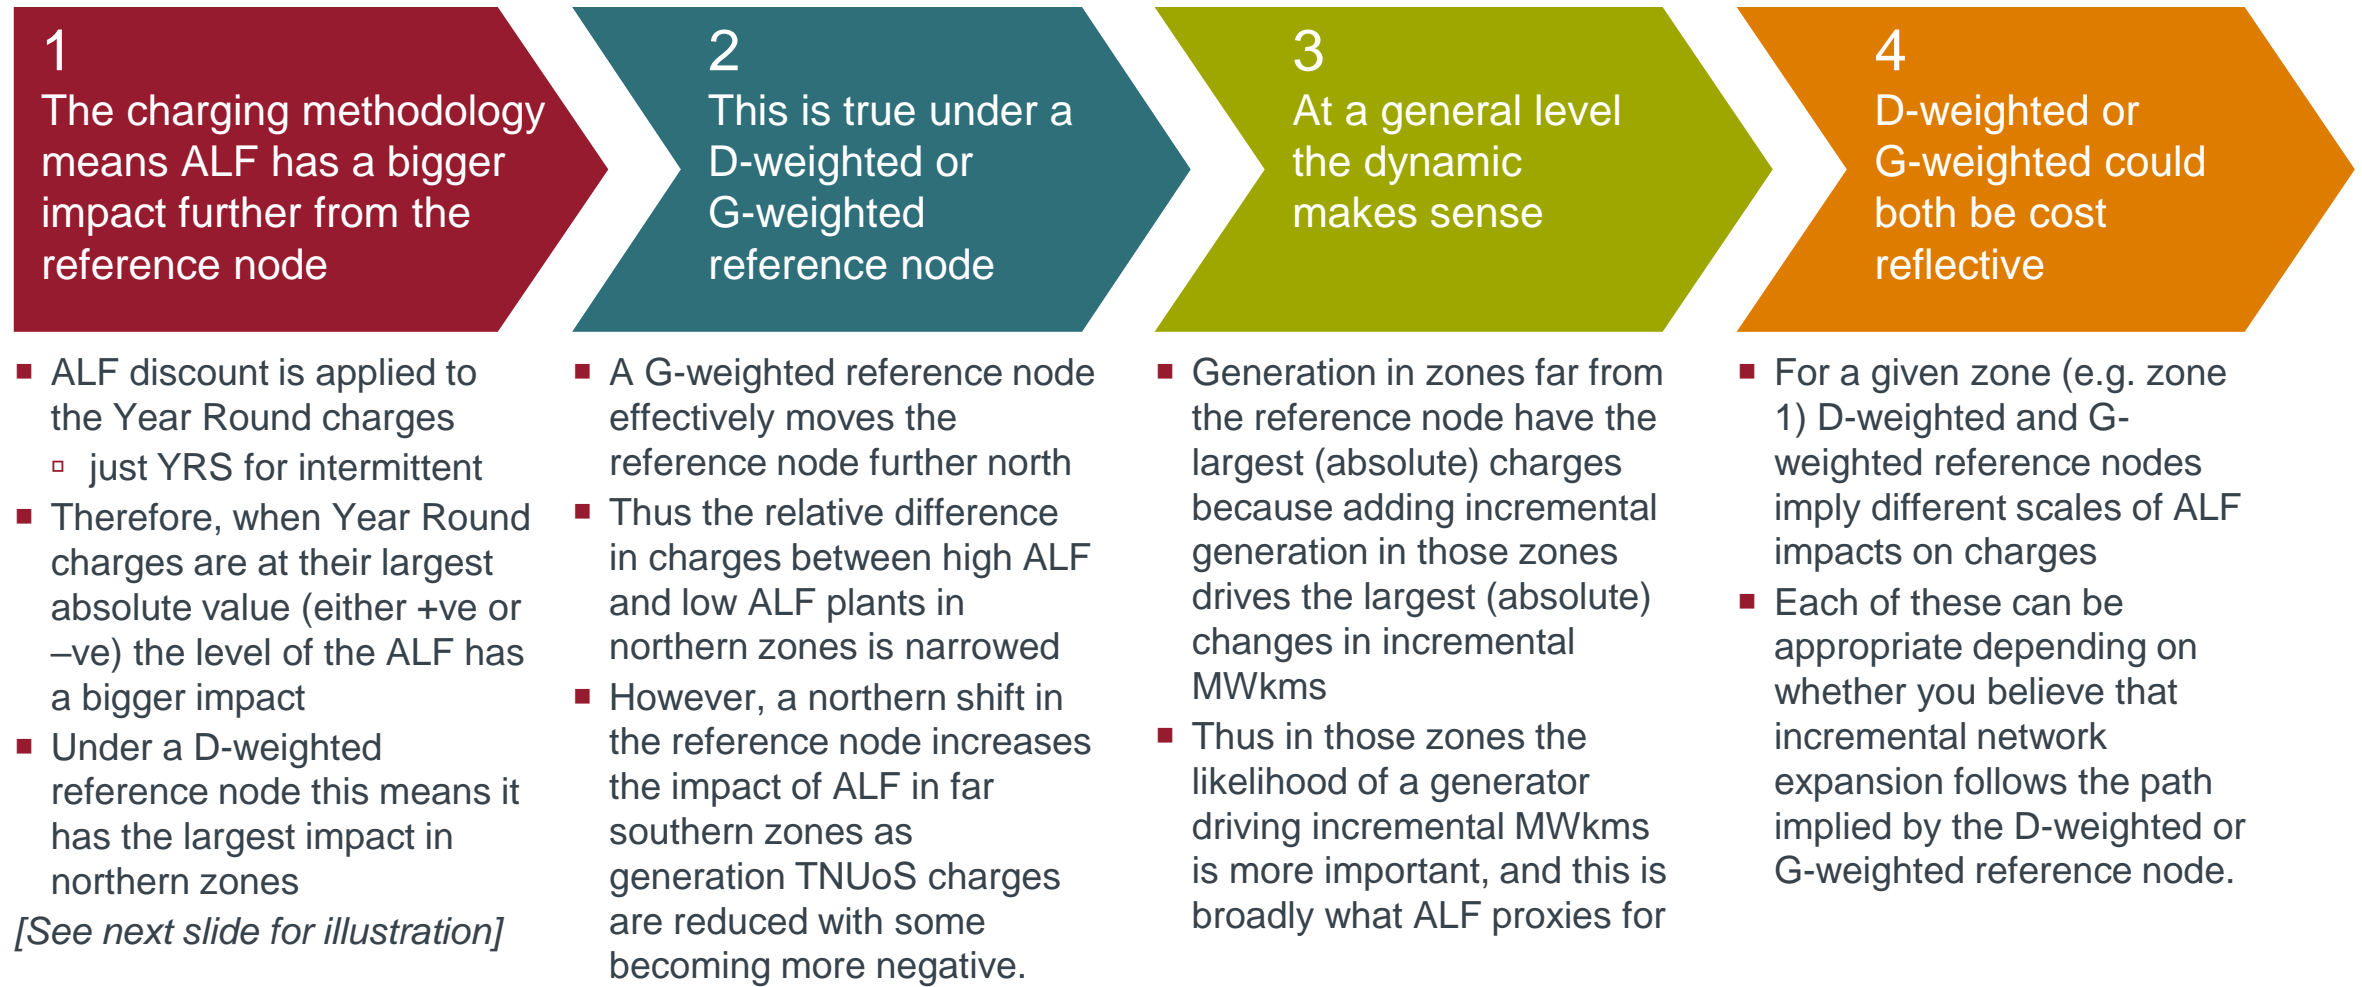 1
The charging methodology
means ALF has a bigger
impact further from the
reference node
ALF discount is applied to
the Year Round charges
just YRS for intermittent
Therefore, when Year Round
charges are at their largest
absolute value (either +ve or
–ve) the level of the ALF has
a bigger impact
Under a D-weighted
reference node this means it
has the largest impact in
northern zones
[See next slide for illustration]
2
This is true under a
D-weighted or
G-weighted
reference node
A G-weighted reference node
effectively moves the
reference node further north
Thus the relative difference
in charges between high ALF
and low ALF plants in
northern zones is narrowed
However, a northern shift in
the reference node increases
the impact of ALF in far
southern zones as
generation TNUoS charges
are reduced with some
becoming more negative.
3
At a general level
the dynamic
makes sense
Generation in zones far from
the reference node have the
largest (absolute) charges
because adding incremental
generation in those zones
drives the largest (absolute)
changes in incremental
MWkms
Thus in those zones the
likelihood of a generator
driving incremental MWkms
is more important, and this is
broadly what ALF proxies for
4
D-weighted or
G-weighted could
both be cost
reflective
For a given zone (e.g. zone
1) D-weighted and G-
weighted reference nodes
imply different scales of ALF
impacts on charges
Each of these can be
appropriate depending on
whether you believe that
incremental network
expansion follows the path
implied by the D-weighted or
G-weighted reference node.